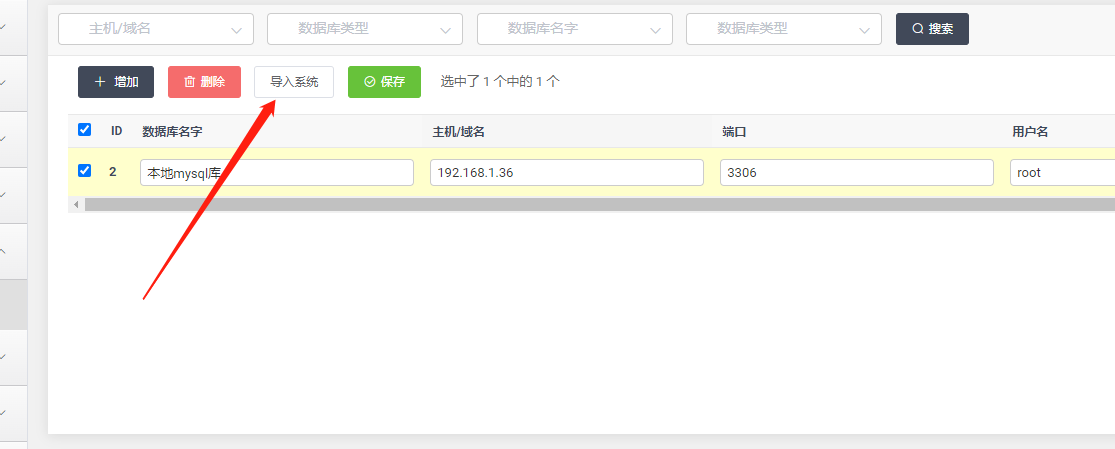 主机/域名 数据库类型 数据库名字 数据库类型 搜索
增加 删除 导入系统 保存 选中了 1 个中的 1 个
ID 数据库名字 主机/域名 端口 用户名
2 本地mysql库 192.168.1.36 3306 root